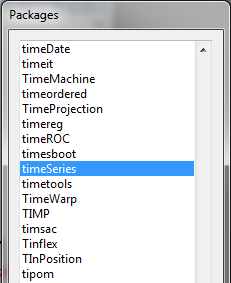 Packages
timeDate
timeit
TimeMachine
timeordered
TimeProjection
timereg
timeROC
timesboot
timeSeries
timetools
TimeWarp
TIMP
timsac
Tinflex
TInPosition
tipom